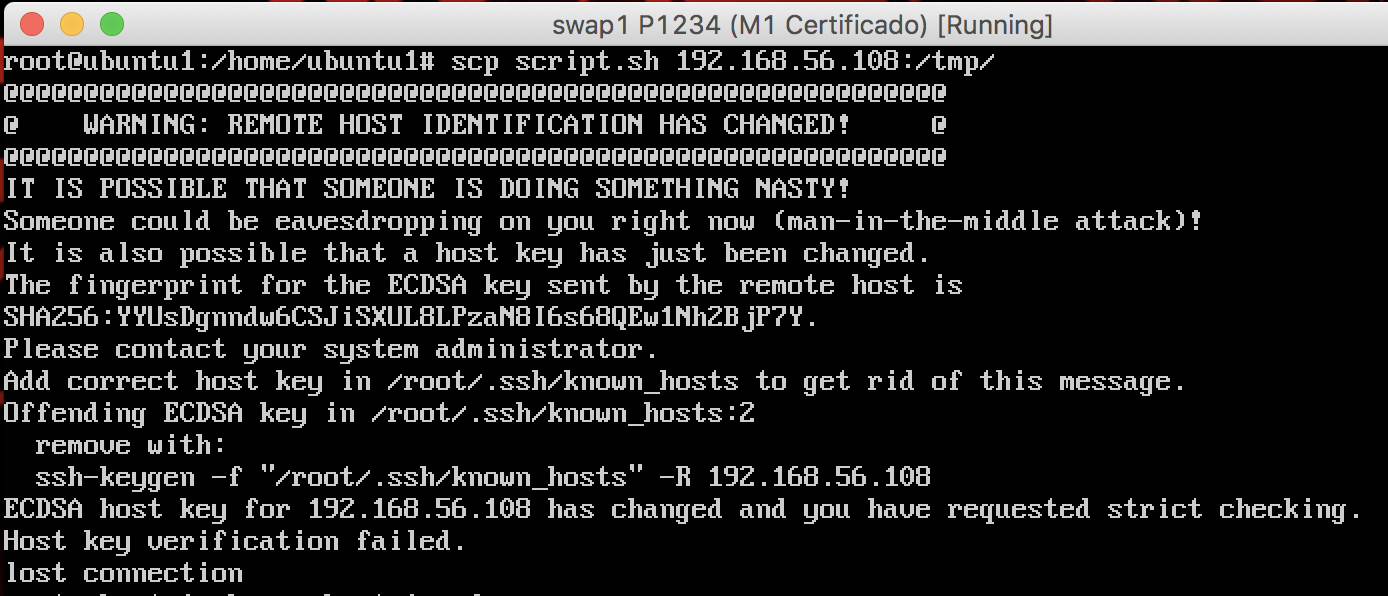 swap1 P1234 (M1 Certificado) [Running]
root@ubuntu1:/home/ubuntu1# scp script.sh 192.168.56.108:/tmp/
@@@@@@@@@@@@@@@@@@@@@@@@@@@@@@@@@@@@@@@@@@@@@@@@@@@@@@@@@@@
@    WARNING: REMOTE HOST IDENTIFICATION HAS CHANGED!     @
@@@@@@@@@@@@@@@@@@@@@@@@@@@@@@@@@@@@@@@@@@@@@@@@@@@@@@@@@@@
IT IS POSSIBLE THAT SOMEONE IS DOING SOMETHING NASTY!
Someone could be eavesdropping on you right now (man-in-the-middle attack)!
It is also possible that a host key has just been changed.
The fingerprint for the ECDSA key sent by the remote host is
SHA256:YYUsDgnndw6CSJiSXUL8LPzaN8I6s68QEw1Nh2BjP7Y.
Please contact your system administrator.
Add correct host key in /root/.ssh/known_hosts to get rid of this message.
Offending ECDSA key in /root/.ssh/known_hosts:2
  remove with:
  ssh-keygen -f "/root/.ssh/known_hosts" -R 192.168.56.108
ECDSA host key for 192.168.56.108 has changed and you have requested strict checking.
Host key verification failed.
lost connection